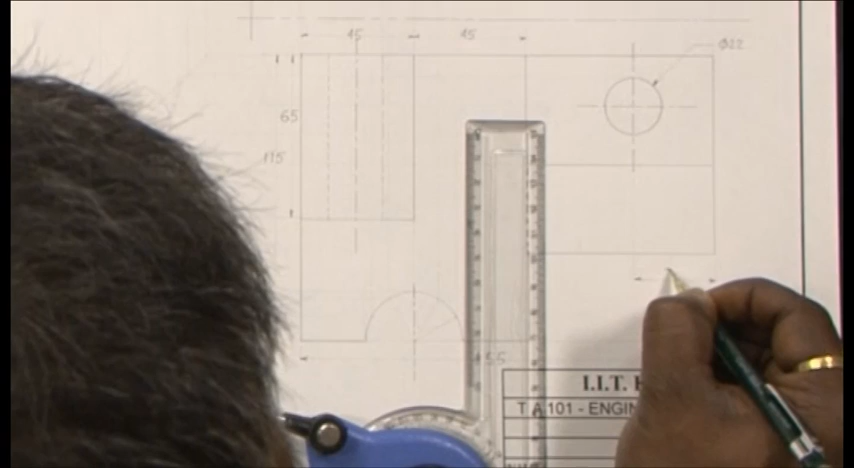 45 45 Ø22
65
115
55
I.I.T.
T A 101 - ENGIN